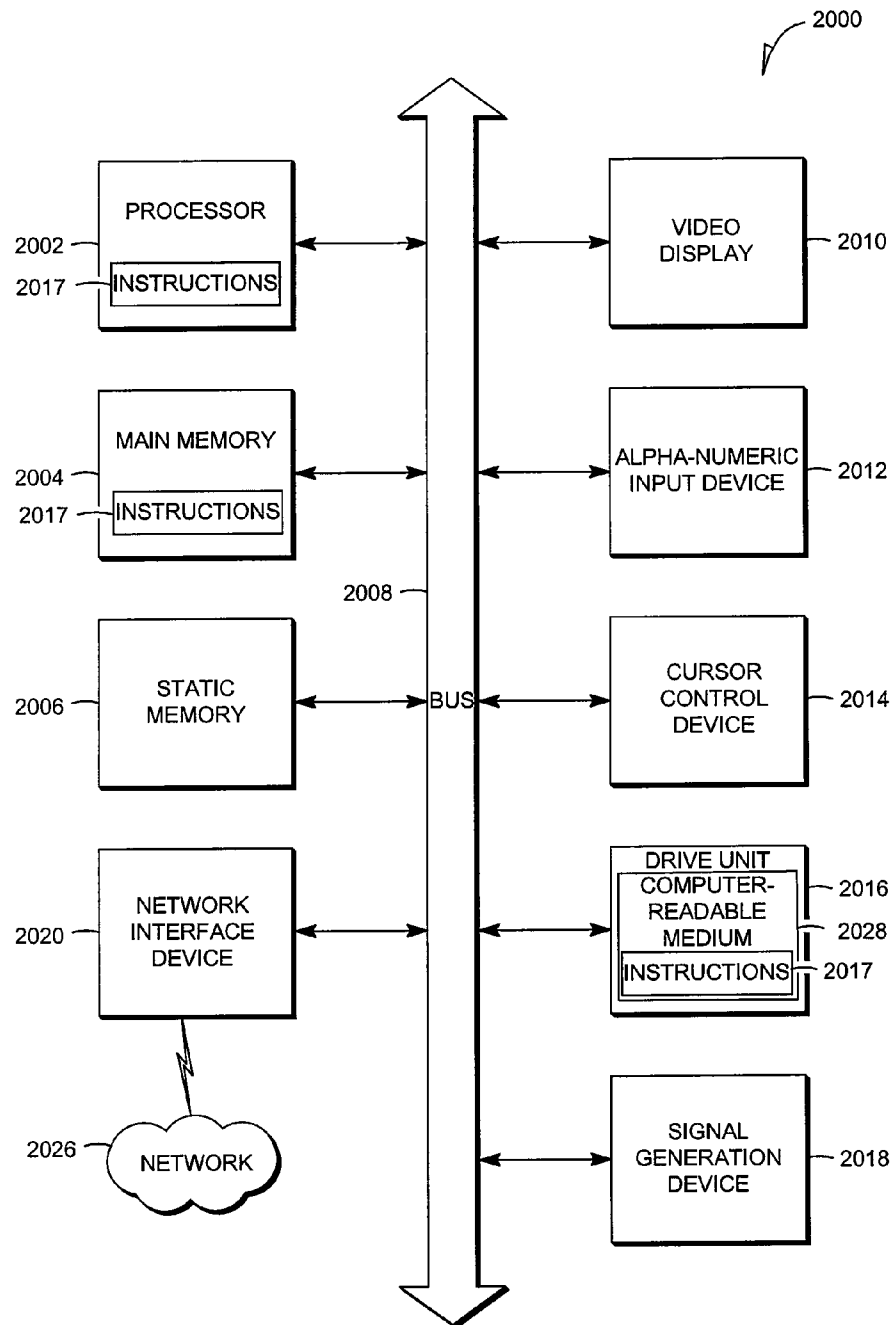 2000
PROCESSOR
2002
2017
INSTRUCTIONS
VIDEO
DISPLAY
2010
MAIN MEMORY
2004
2017
INSTRUCTIONS
ALPHA-NUMERIC
INPUT DEVICE
2012
2008
BUS
STATIC
MEMORY
2006
CURSOR
CONTROL
DEVICE
2014
NETWORK
INTERFACE
DEVICE
2020
DRIVE UNIT
COMPUTER-
READABLE
MEDIUM
INSTRUCTIONS
2016
2028
2017
2026
NETWORK
SIGNAL
GENERATION
DEVICE
2018